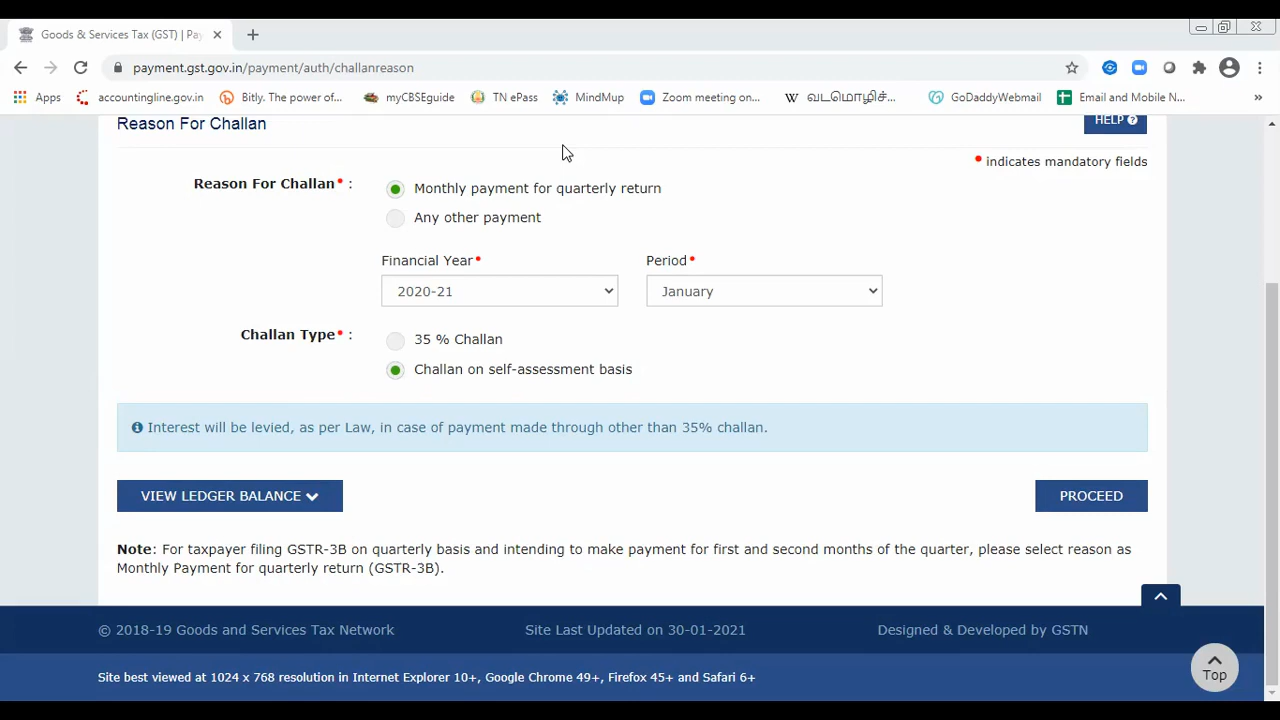 Goods & Services Tax (GST) | Pay
payment.gst.gov.in/payment/auth/challanreason
Apps accountingline.gov.in Bitly. The power of... myCBSEguide TN ePass MindMup Zoom meeting on... W வடமொழிச்... GoDaddyWebmail Email and Mobile N... »
Reason For Challan HELP
• indicates mandatory fields
Reason For Challan• : Monthly payment for quarterly return
Any other payment
Financial Year• Period•
2020-21 January
Challan Type• : 35 % Challan
Challan on self-assessment basis
Interest will be levied, as per Law, in case of payment made through other than 35% challan.
VIEW LEDGER BALANCE PROCEED
Note: For taxpayer filing GSTR-3B on quarterly basis and intending to make payment for first and second months of the quarter, please select reason as
Monthly Payment for quarterly return (GSTR-3B).
© 2018-19 Goods and Services Tax Network Site Last Updated on 30-01-2021 Designed & Developed by GSTN
Top
Site best viewed at 1024 x 768 resolution in Internet Explorer 10+, Google Chrome 49+, Firefox 45+ and Safari 6+